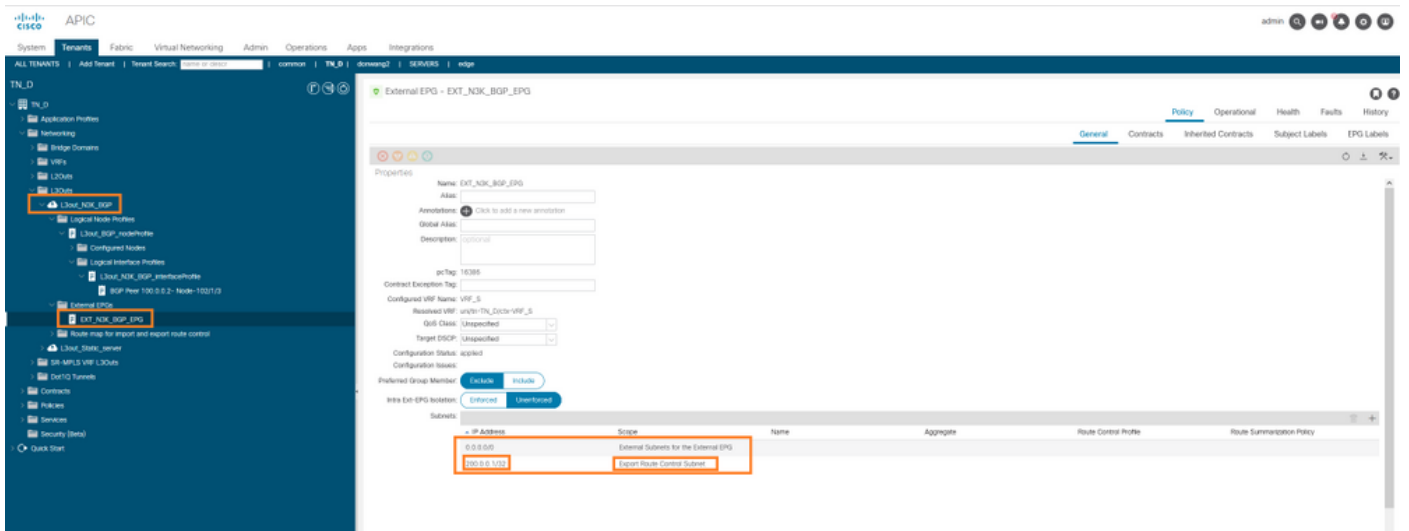 cisco
APIC
admin
System Tenants Fabric Virtual Networking Admin Operations Apps Integrations
ALL TENANTS | Add Tenant | Tenant Search: name or descr | common | TN_D | donwang2 | SERVERS | edge
TN_D
TN_D
Application Profiles
Networking
Bridge Domains
VRFs
L2Outs
L3Outs
L3out_N3K_BGP
Logical Node Profiles
L3out_BGP_nodeProfile
Configured Nodes
Logical Interface Profiles
L3out_N3K_BGP_interfaceProfile
BGP Peer 100.0.0.2- Node-102/1/3
External EPGs
EXT_N3K_BGP_EPG
Route map for import and export route control
L3out_Static_server
SR-MPLS VRF L3Outs
Dot1Q Tunnels
Contracts
Policies
Services
Security (Beta)
Quick Start
External EPG - EXT_N3K_BGP_EPG
Policy Operational Health Faults History
General Contracts Inherited Contracts Subject Labels EPG Labels
Properties
Name: EXT_N3K_BGP_EPG
Alias:
Annotations: Click to add a new annotation
Global Alias:
Description: optional
pcTag: 16386
Contract Exception Tag:
Configured VRF Name: VRF_S
Resolved VRF: uni/tn-TN_D/ctx-VRF_S
QoS Class: Unspecified
Target DSCP: Unspecified
Configuration Status: applied
Configuration Issues:
Preferred Group Member: Exclude Include
Intra Ext-EPG Isolation: Enforced Unenforced
Subnets:
IP Address Scope Name Aggregate Route Control Profile Route Summarization Policy
0.0.0.0/0 External Subnets for the External EPG
200.0.0.1/32 Export Route Control Subnet